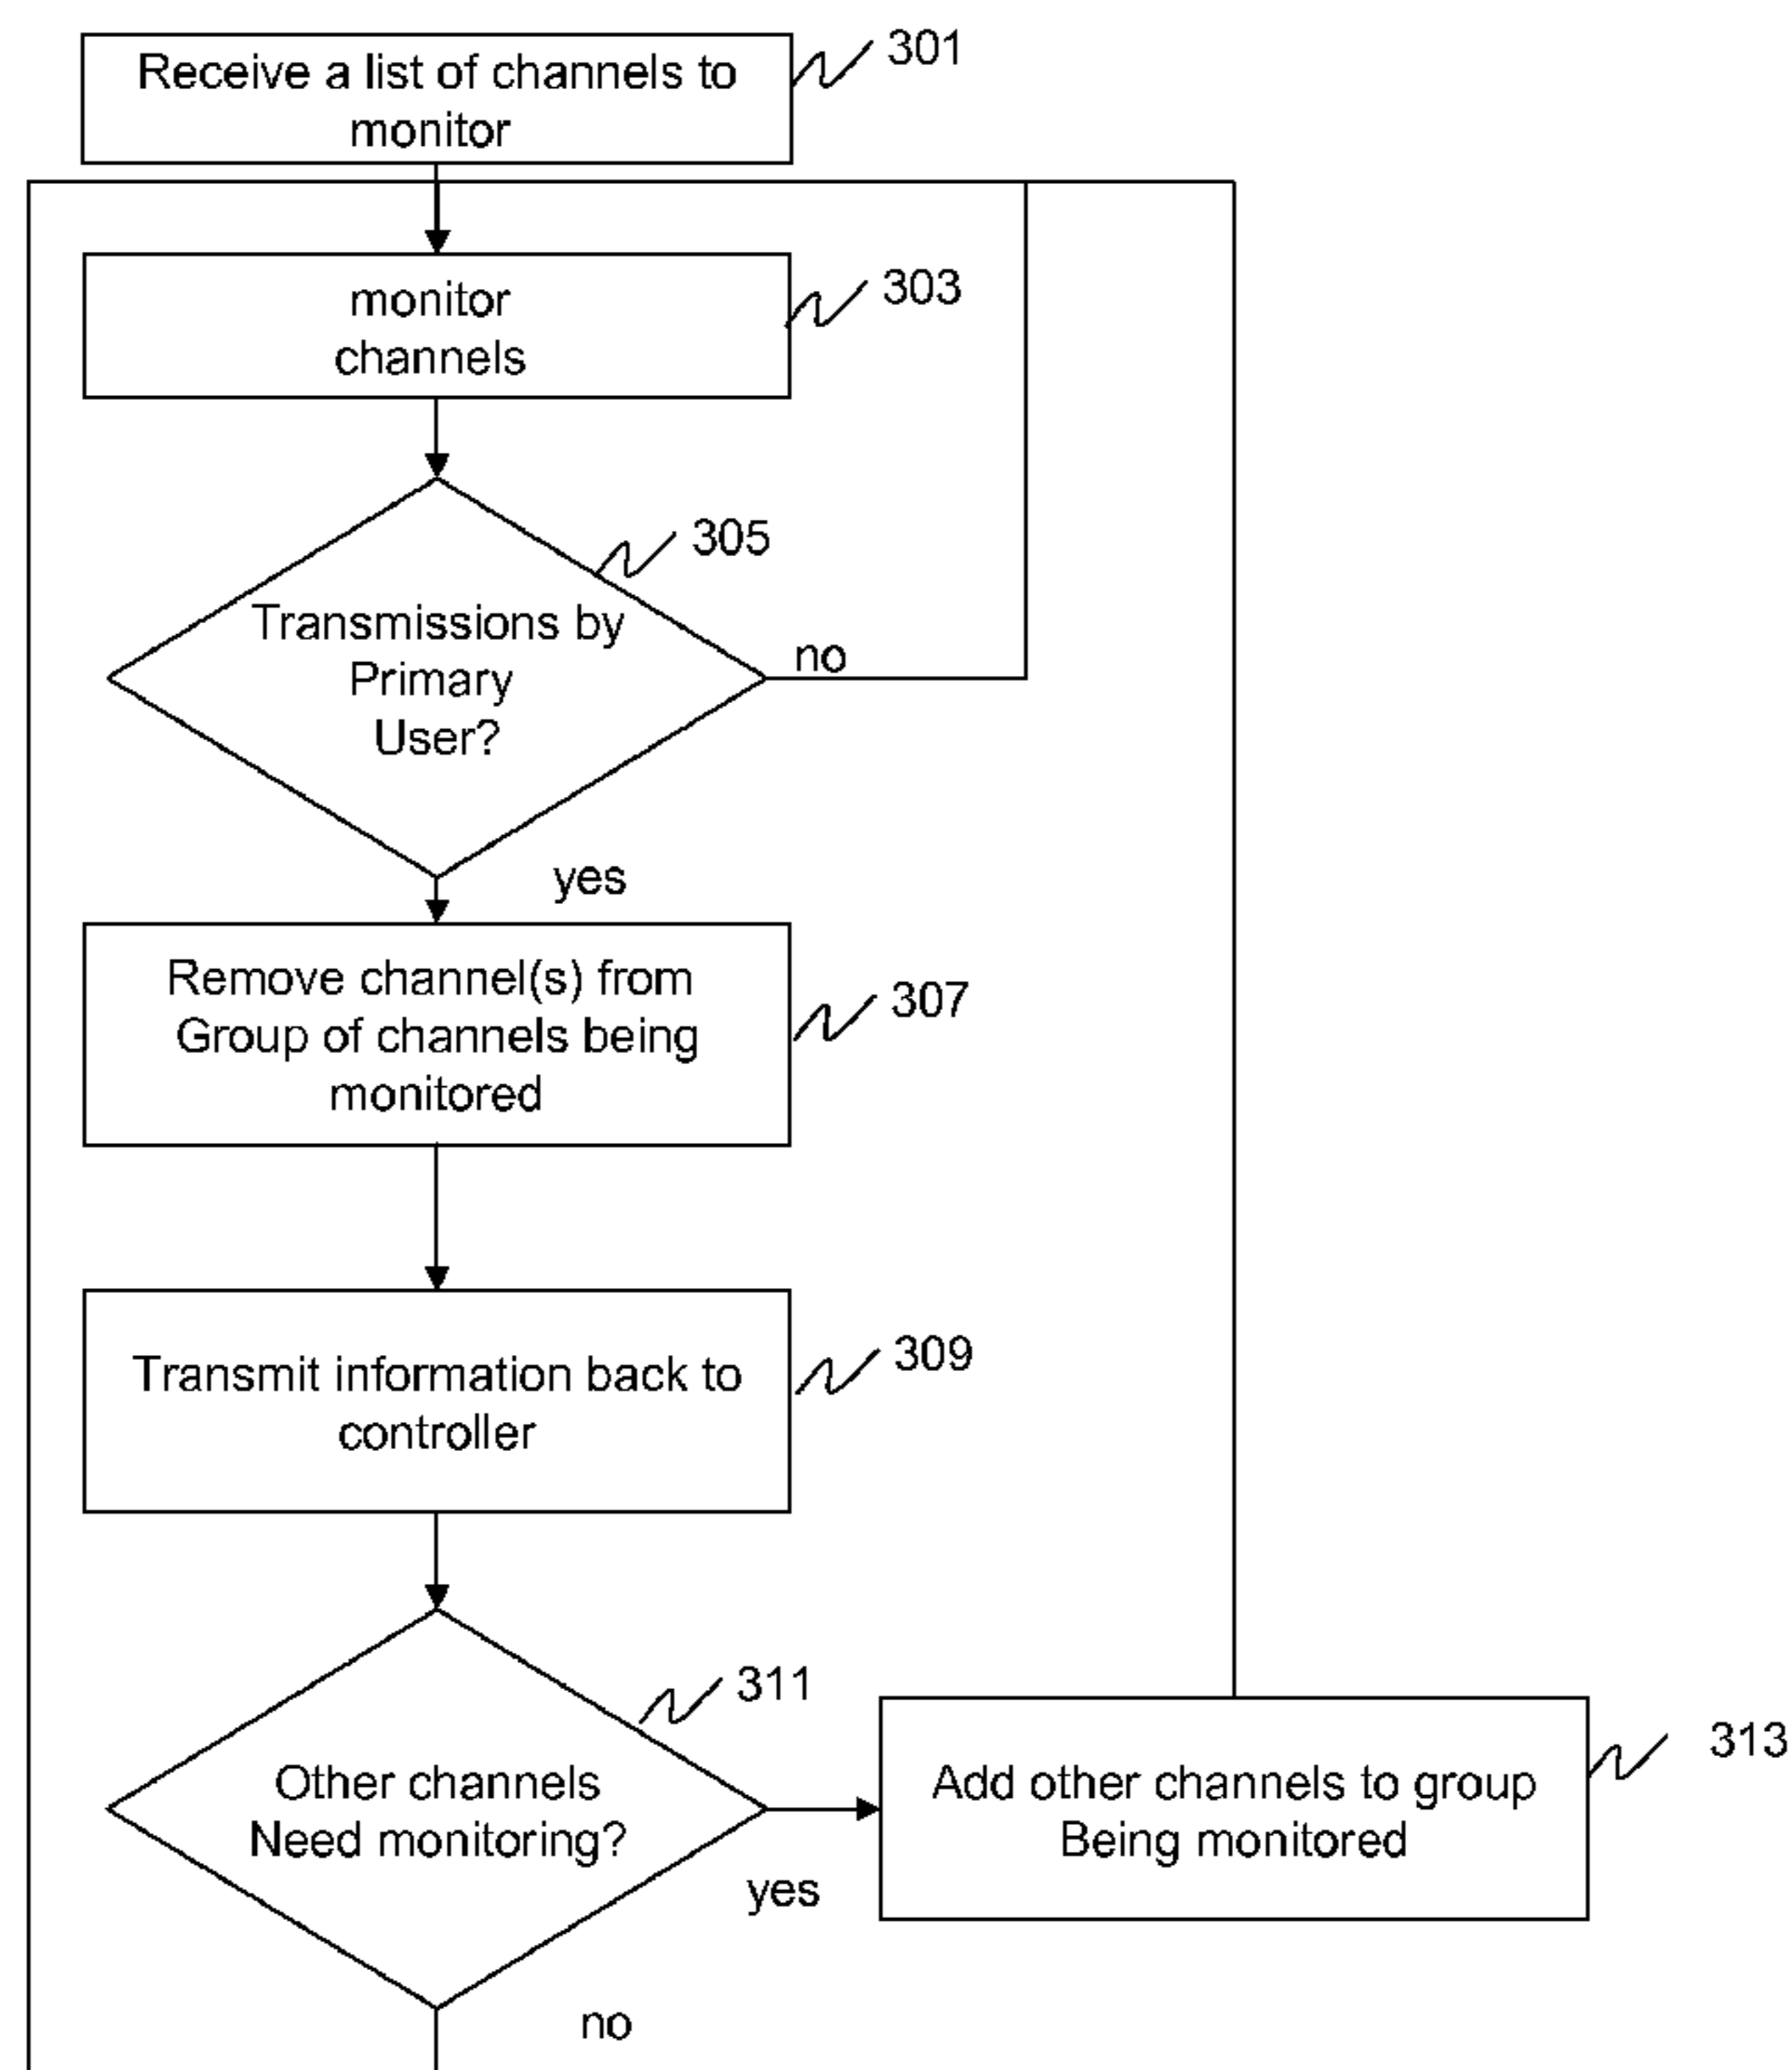 Receive a list of channels to
monitor
301
monitor
channels
303
305
Transmissions by
Primary
User?
no
yes
Remove channel(s) from
Group of channels being
monitored
307
Transmit information back to
controller
309
311
Other channels
Need monitoring?
yes
Add other channels to group
Being monitored
313
no